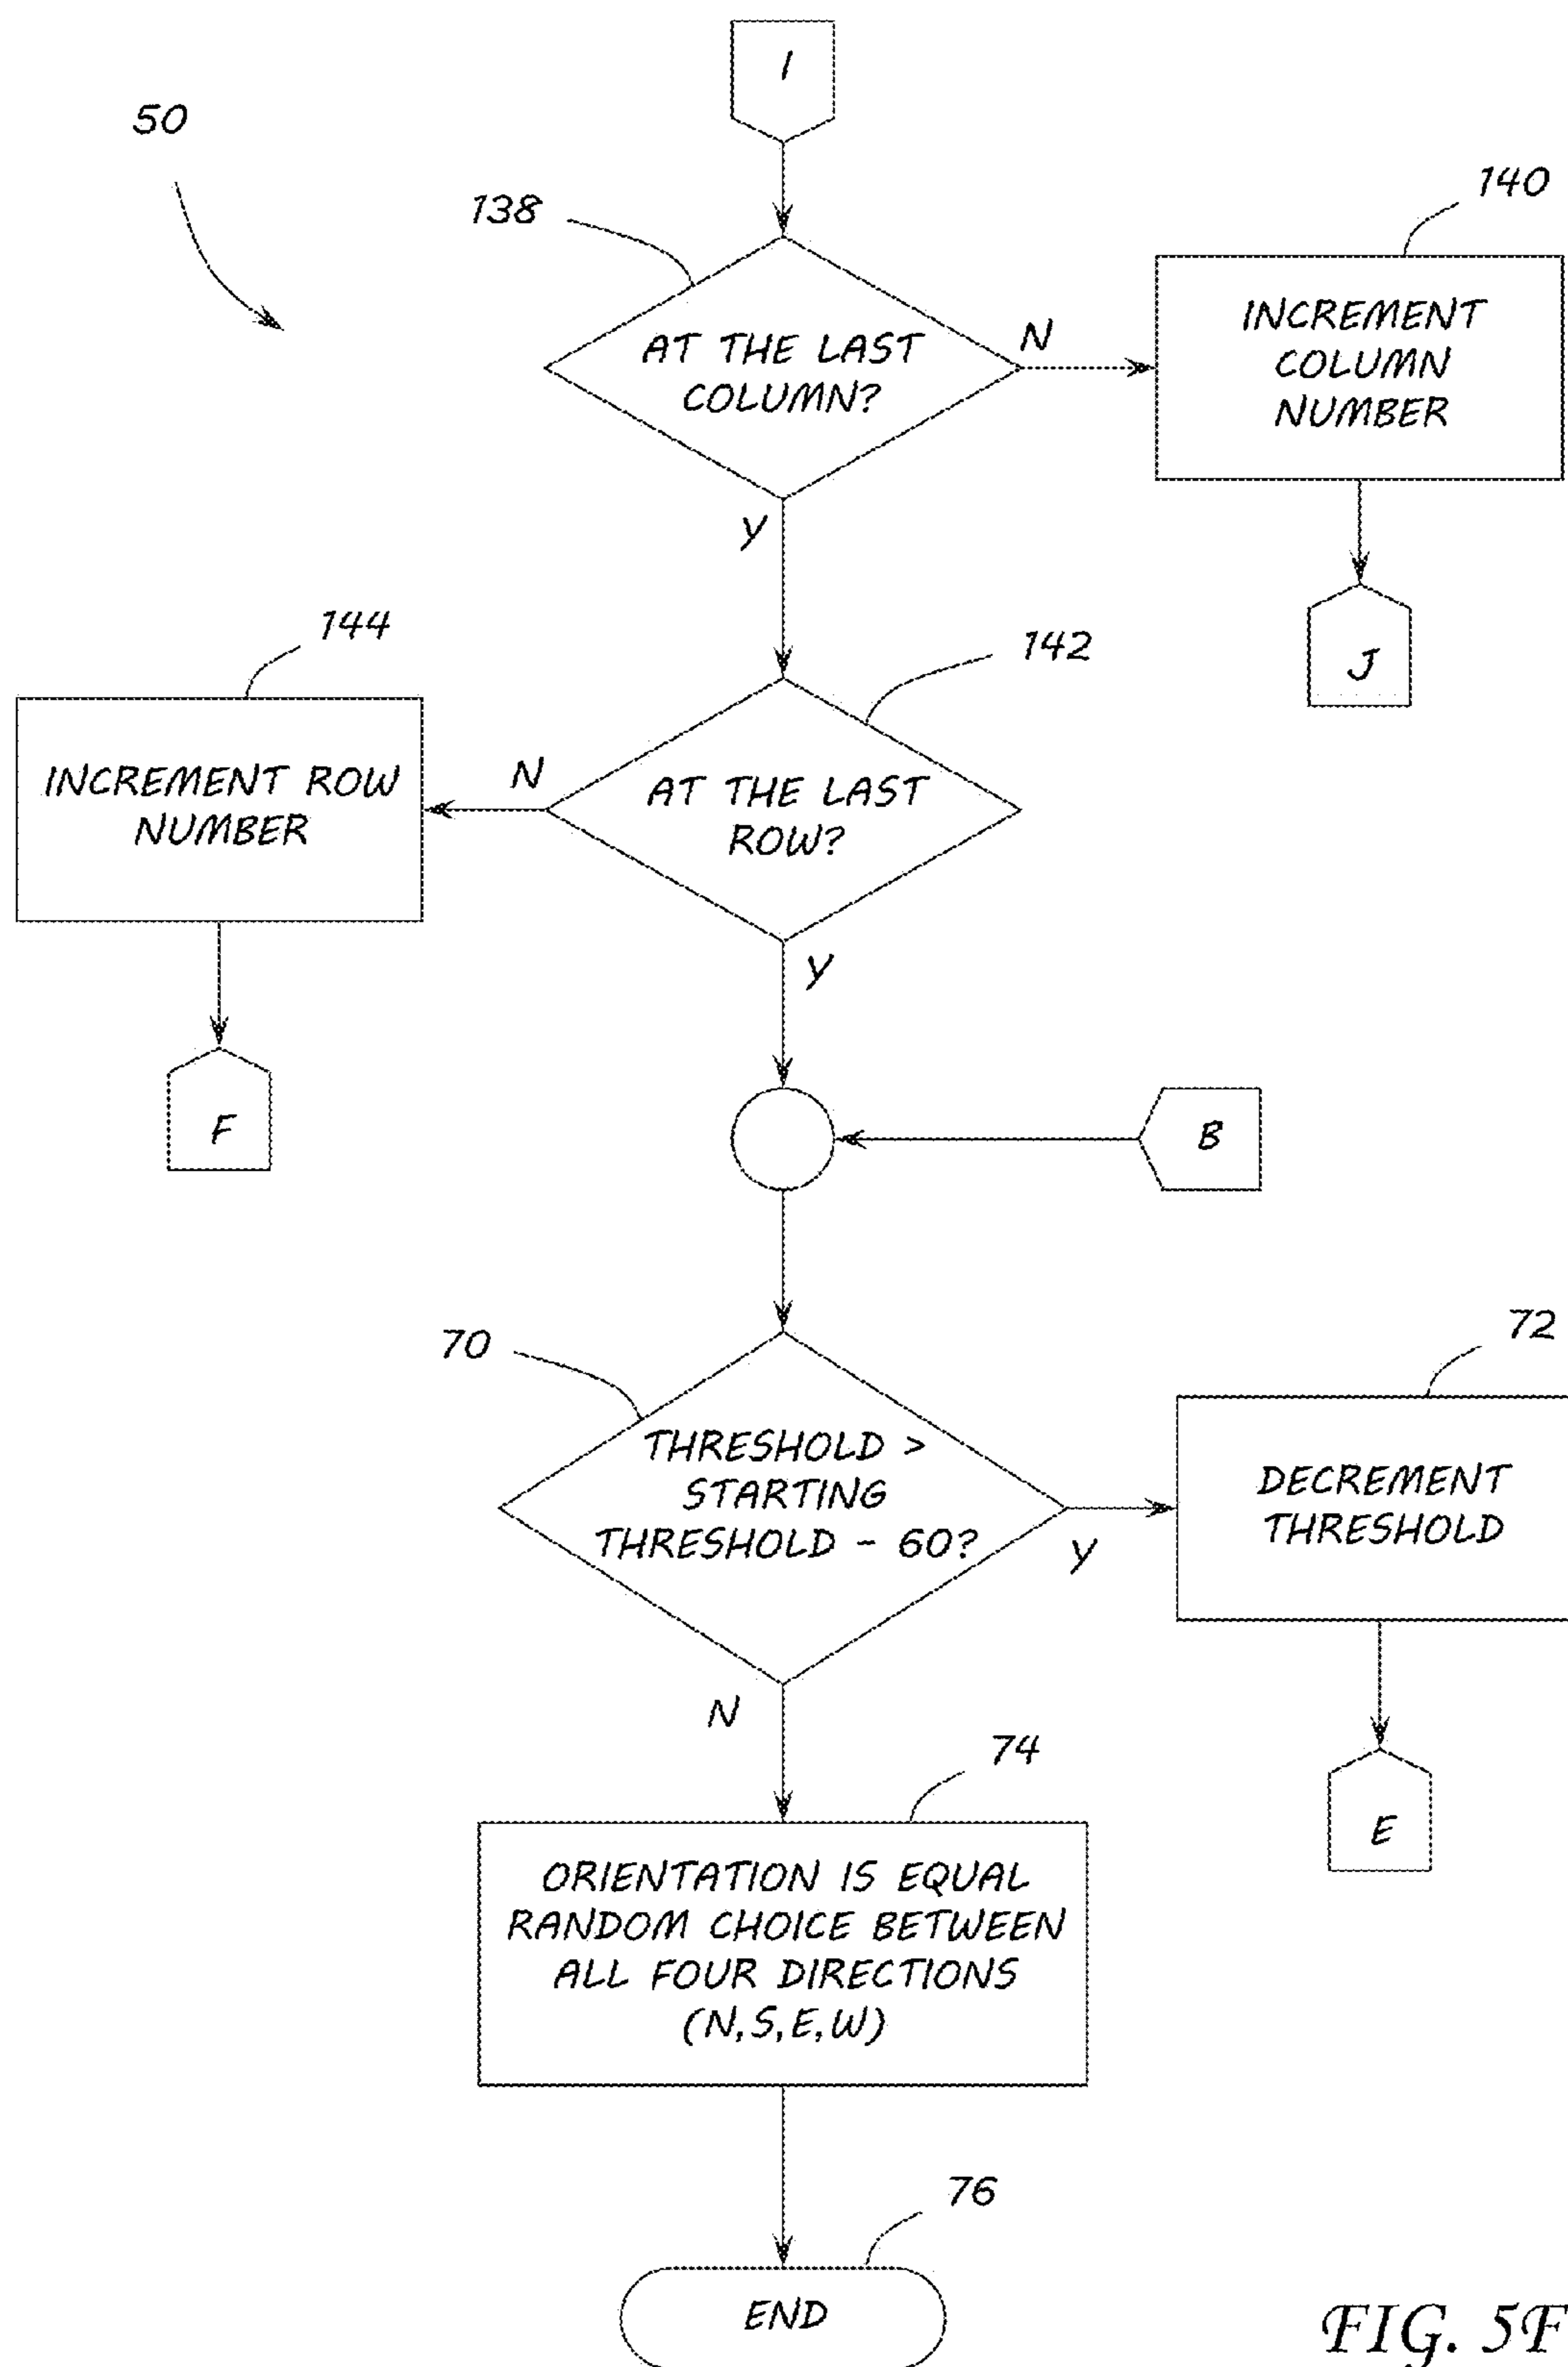 I
50
138
140
AT THE LAST
COLUMN?
N
INCREMENT
COLUMN
NUMBER
Y
J
144
142
INCREMENT ROW
NUMBER
N
AT THE LAST
ROW?
Y
F
B
70
72
THRESHOLD >
STARTING
THRESHOLD - 60?
Y
DECREMENT
THRESHOLD
N
E
74
ORIENTATION IS EQUAL
RANDOM CHOICE BETWEEN
ALL FOUR DIRECTIONS
(N,S,E,W)
76
END
FIG. 5F